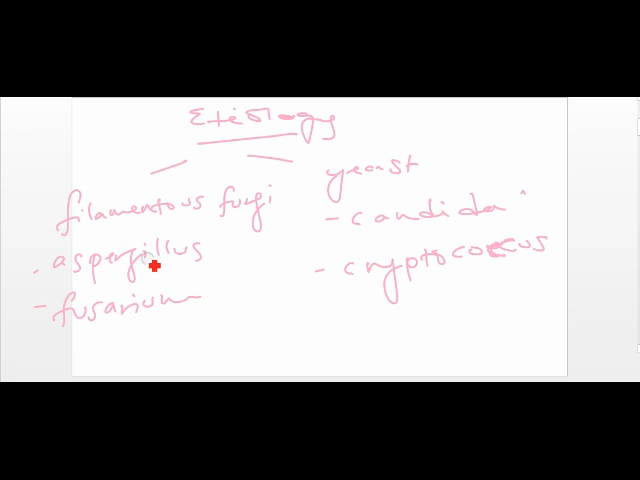 Etiology
filamentous fungi
. aspergillus
- fusarium
yeast
- candida
- cryptococcus